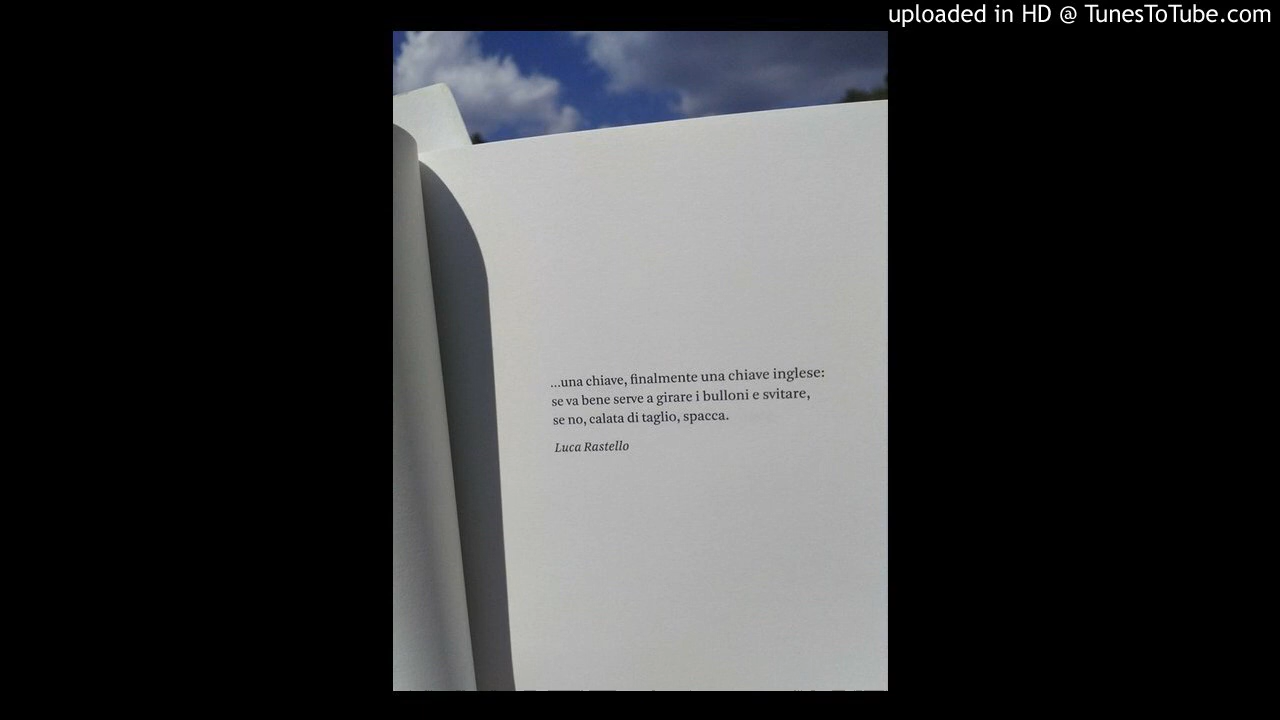 uploaded in HD @ TunesToTube.com
...una chiave, finalmente una chiave inglese:
se va bene serve a girare i bulloni e svitare,
se no, calata di taglio, spacca.
Luca Rastello